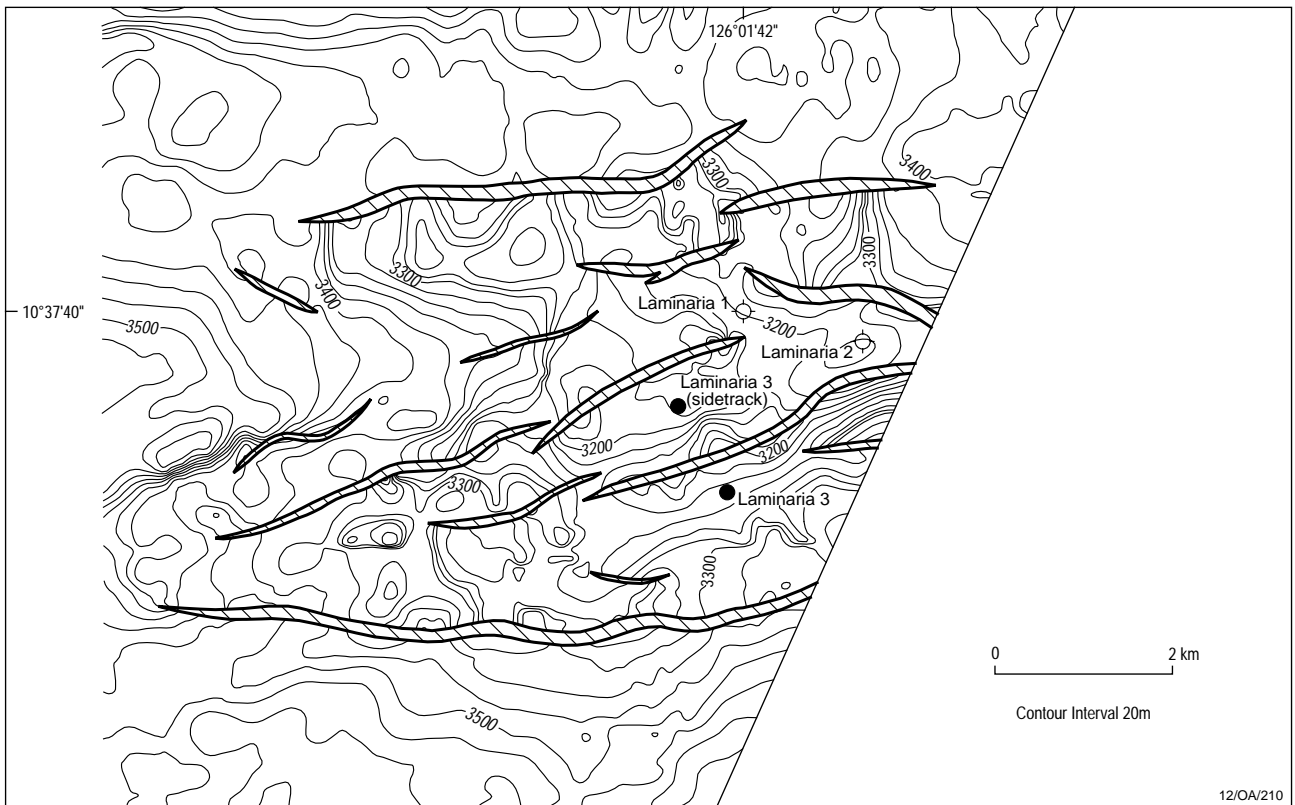 126°01'42"
3300
3400
3300
3300
3400
10°37'40"
3500
Laminaria 1
3200
Laminaria 2
Laminaria 3
(sidetrack)
3200
3200
3300
Laminaria 3
3300
3500
0 2 km
Contour Interval 20m
12/OA/210